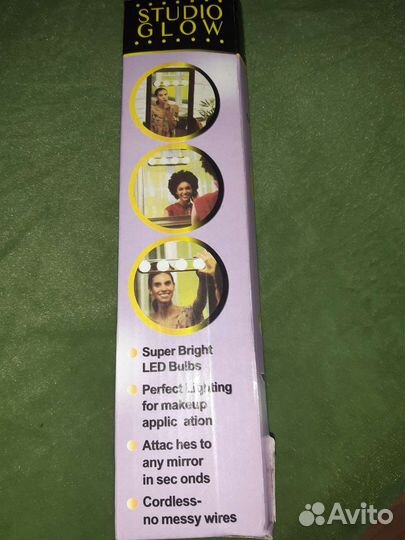 STUDIO
GLOW
Super Bright
LED Bulbs
Perfect Lighting
for makeup
applic ation
Attac hes to
any mirror
in sec onds
Cordless-
no messy wires
Avito